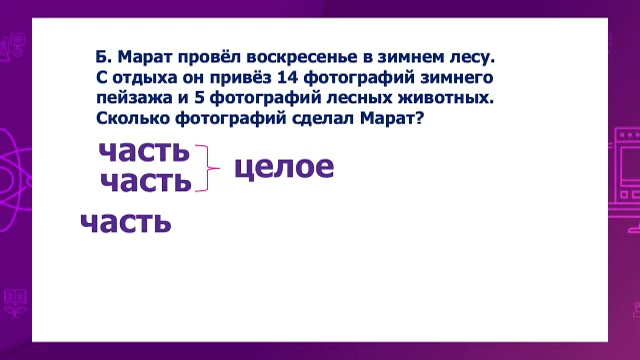 Б. Марат провёл воскресенье в зимнем лесу.
С отдыха он привёз 14 фотографий зимнего
пейзажа и 5 фотографий лесных животных.
Сколько фотографий сделал Марат?
часть
часть
целое
часть